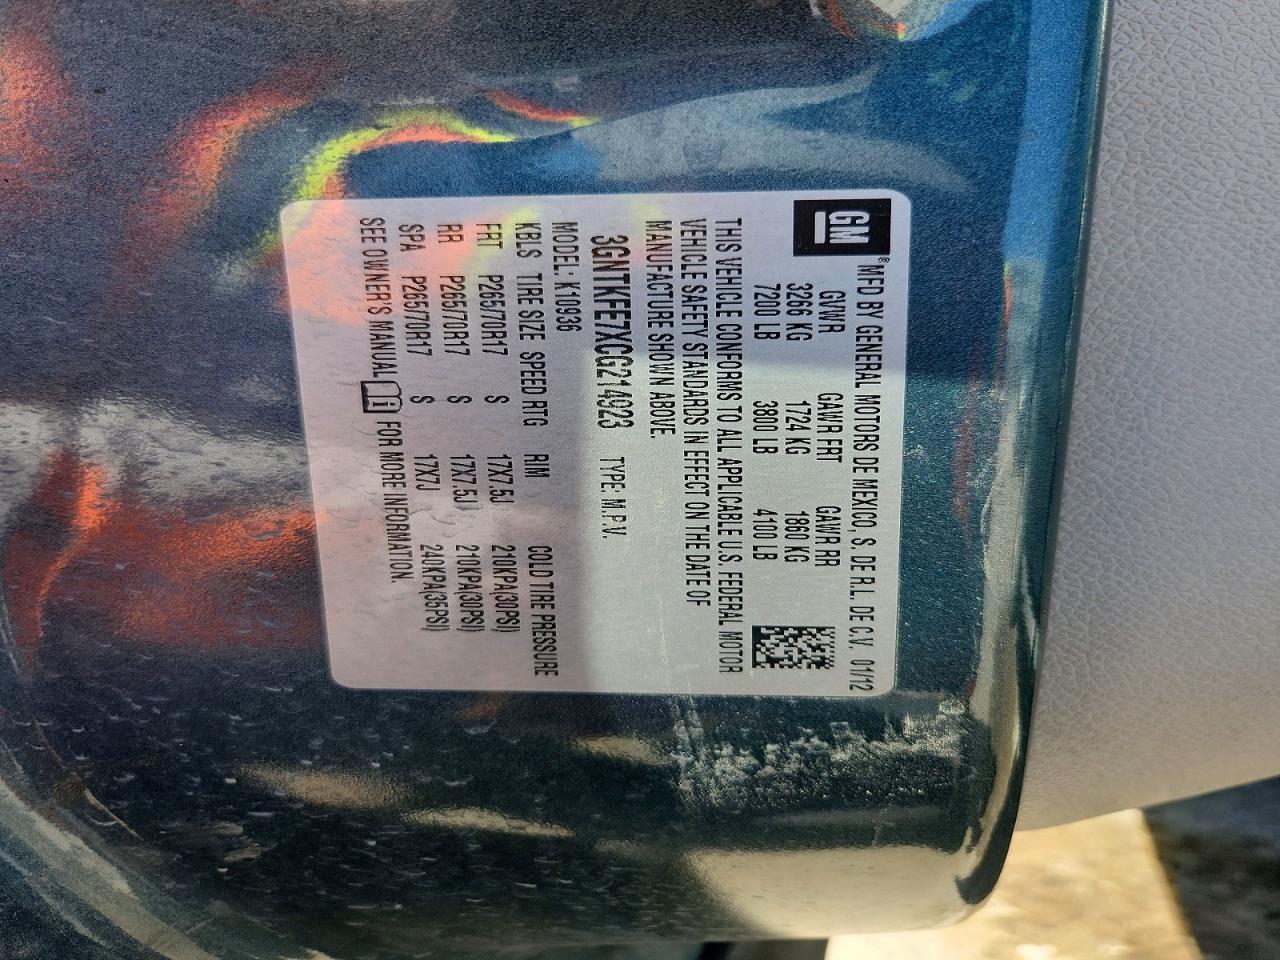 GM
® MFD BY GENERAL MOTORS DE MEXICO, S. DE R.L. DE C.V. 01/12
GVWR GAWR FRT GAWR RR
3266 KG 1724 KG 1860 KG
7200 LB 3800 LB 4100 LB
THIS VEHICLE CONFORMS TO ALL APPLICABLE U.S. FEDERAL MOTOR
VEHICLE SAFETY STANDARDS IN EFFECT ON THE DATE OF
MANUFACTURE SHOWN ABOVE.
3GNTKFE7XCG214923 TYPE: M.P.V.
MODEL: K10936
KBLS TIRE SIZE SPEED RTG RIM COLD TIRE PRESSURE
FRT P265/70R17 S 17X7.5J 210KPA(30PSI)
RR P265/70R17 S 17X7.5J 210KPA(30PSI)
SPA P265/70R17 S 17X7J 240KPA(35PSI)
SEE OWNER'S MANUAL FOR MORE INFORMATION.